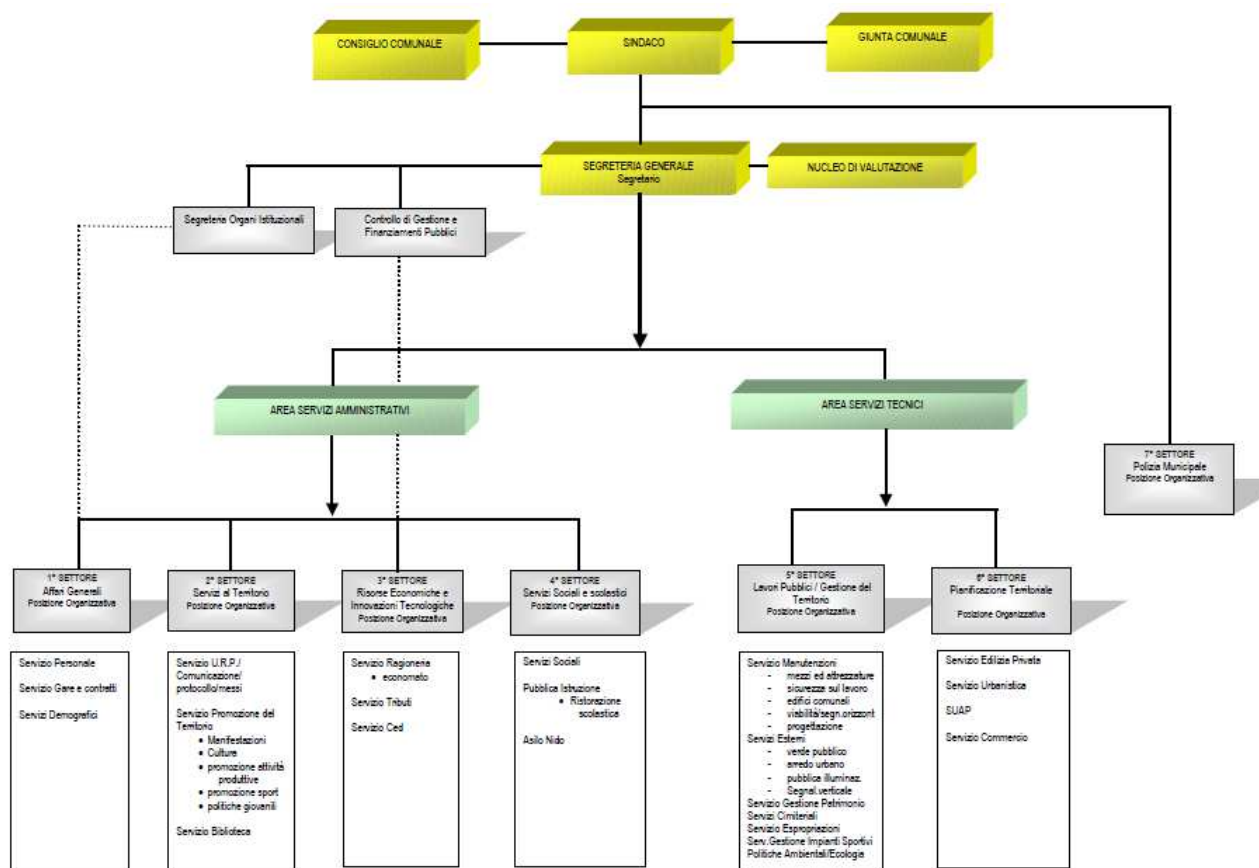 CONSIGLIO COMUNALE
SINDACO
GIUNTA COMUNALE
SEGRETERIA GENERALE
Segretario
NUCLEO DI VALUTAZIONE
Segreteria Organi Istituzionali
Controllo di Gestione e
Finanziamenti Pubblici
AREA SERVIZI AMMINISTRATIVI
AREA SERVIZI TECNICI
7° SETTORE
Polizia Municipale
Posizione Organizzativa
1° SETTORE
Affari Generali
Posizione Organizzativa
2° SETTORE
Servizi al Territorio
Posizione Organizzativa
3° SETTORE
Risorse Economiche e
Innovazioni Tecnologiche
Posizione Organizzativa
4° SETTORE
Servizi Sociali e scolastici
Posizione Organizzativa
5° SETTORE
Lavori Pubblici / Gestione del
Territorio
Posizione Organizzativa
6° SETTORE
Pianificazione Territoriale
Posizione Organizzativa
Servizio Personale
Servizio Gare e contratti
Servizi Demografici
Servizio U.R.P./
Comunicazione/
protocollo/messi
Servizio Promozione del
Territorio
• Manifestazioni
• Cultura
• promozione attività
produttive
• promozione sport
• politiche giovanili
Servizio Biblioteca
Servizio Ragioneria
• economato
Servizio Tributi
Servizio Ced
Servizi Sociali
Pubblica Istruzione
• Ristorazione
scolastica
Asilo Nido
Servizio Manutenzioni
- mezzi ed attrezzature
- sicurezza sul lavoro
- edifici comunali
- viabilità/segn.orizzont
- progettazione
Servizi Esterni
- verde pubblico
- arredo urbano
- pubblica illuminaz.
- Segnal.verticale
Servizio Gestione Patrimonio
Servizi Cimiteriali
Servizio Espropriazioni
Serv.Gestione Impianti Sportivi
Politiche Ambientali/Ecologia
Servizio Edilizia Privata
Servizio Urbanistica
SUAP
Servizio Commercio